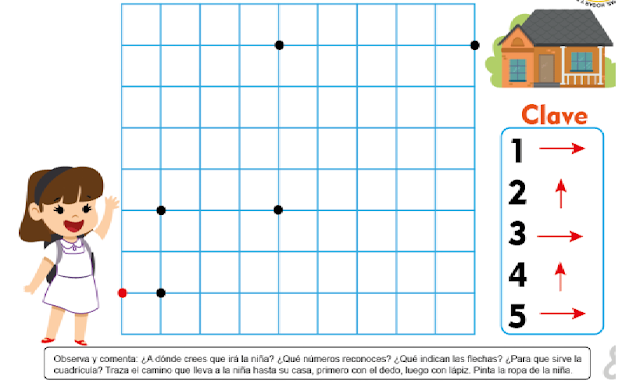 Clave
1
2
3
4
5
Observa y comenta: ¿A dónde crees que irá la niña? ¿Qué números reconoces? ¿Qué indican las flechas? ¿Para que sirve la
cuadrícula? Traza el camino que lleva a la niña hasta su casa, primero con el dedo, luego con lápiz. Pinta la ropa de la niña.